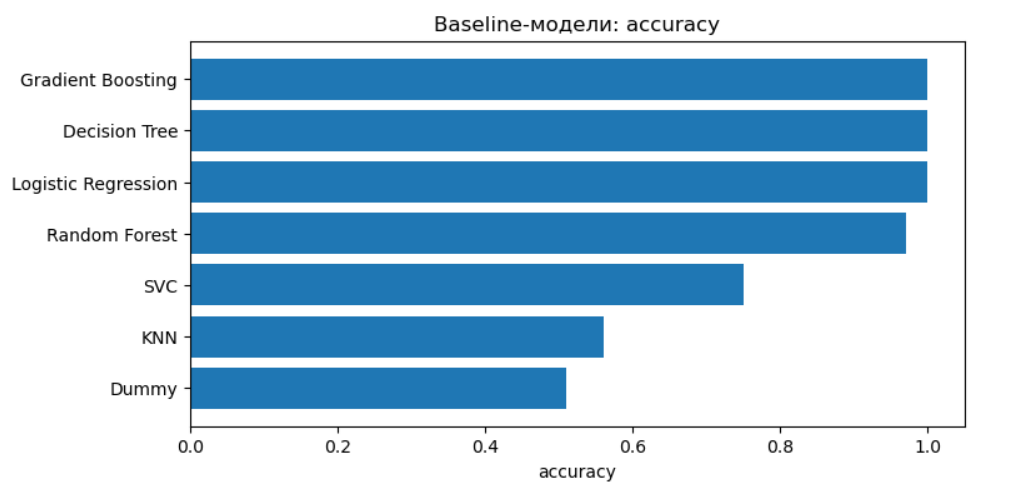 Baseline-модели: accuracy
Gradient Boosting
Decision Tree
Logistic Regression
Random Forest
SVC
KNN
Dummy
0.0 0.2 0.4 0.6 0.8 1.0
accuracy